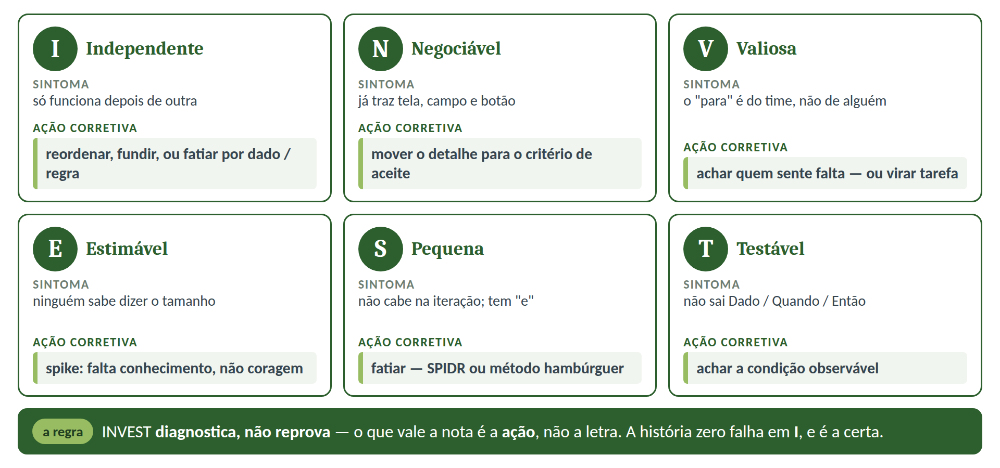 I Independente
SINTOMA
só funciona depois de outra
AÇÃO CORRETIVA
reordenar, fundir, ou fatiar por dado /
regra
N Negociável
SINTOMA
já traz tela, campo e botão
AÇÃO CORRETIVA
mover o detalhe para o critério de
aceite
V Valiosa
SINTOMA
o "para" é do time, não de alguém
AÇÃO CORRETIVA
achar quem sente falta — ou virar tarefa
E Estimável
SINTOMA
ninguém sabe dizer o tamanho
AÇÃO CORRETIVA
spike: falta conhecimento, não coragem
S Pequena
SINTOMA
não cabe na iteração; tem "e"
AÇÃO CORRETIVA
fatiar — SPIDR ou método hambúrguer
T Testável
SINTOMA
não sai Dado / Quando / Então
AÇÃO CORRETIVA
achar a condição observável
a regra INVEST diagnostica, não reprova — o que vale a nota é a ação, não a letra. A história zero falha em I, e é a certa.